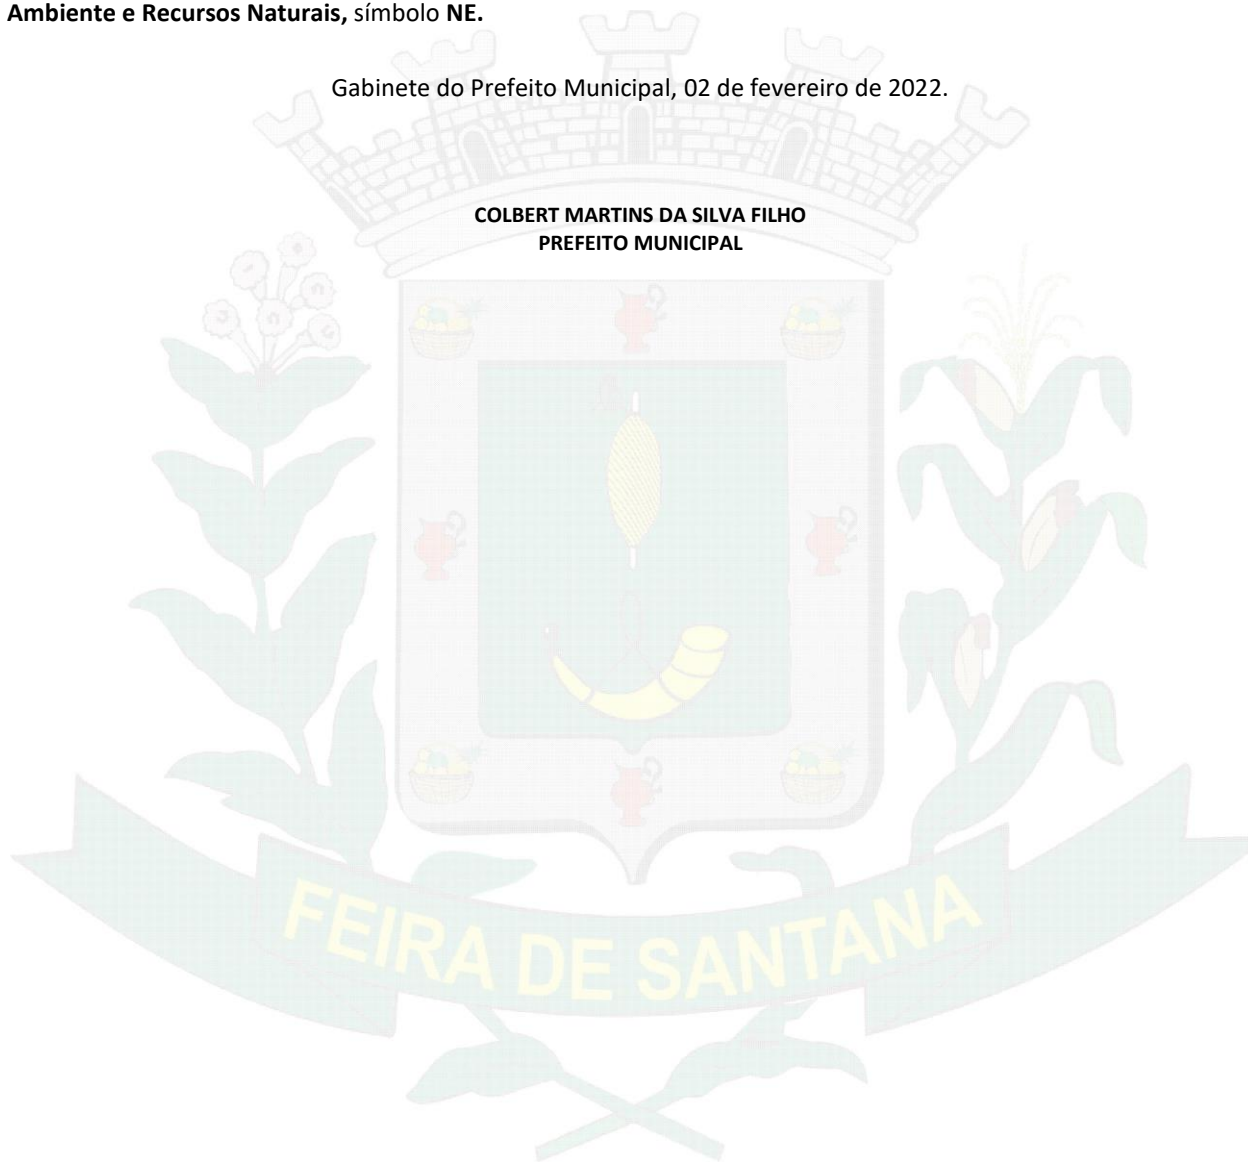 Ambiente e Recursos Naturais, símbolo NE.
Gabinete do Prefeito Municipal, 02 de fevereiro de 2022.
COLBERT MARTINS DA SILVA FILHO
PREFEITO MUNICIPAL
FEIRA DE SANTANA